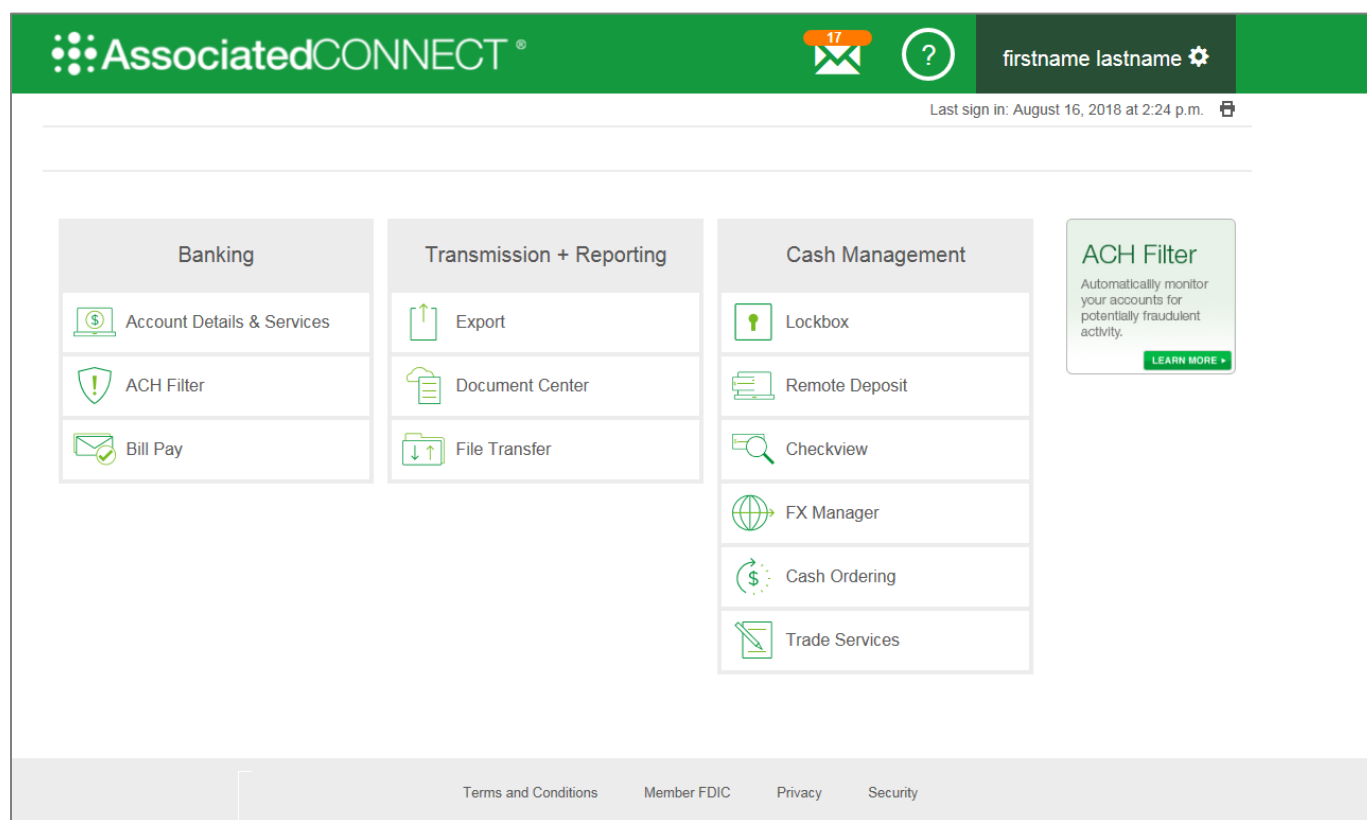 AssociatedCONNECT®
17
?
firstname lastname
Last sign in: August 16, 2018 at 2:24 p.m.
Banking
Account Details & Services
ACH Filter
Bill Pay
Transmission + Reporting
Export
Document Center
File Transfer
Cash Management
Lockbox
Remote Deposit
Checkview
FX Manager
$ Cash Ordering
Trade Services
ACH Filter
Automatically monitor
your accounts for
potentially fraudulent
activity.
LEARN MORE
Terms and Conditions Member FDIC Privacy Security